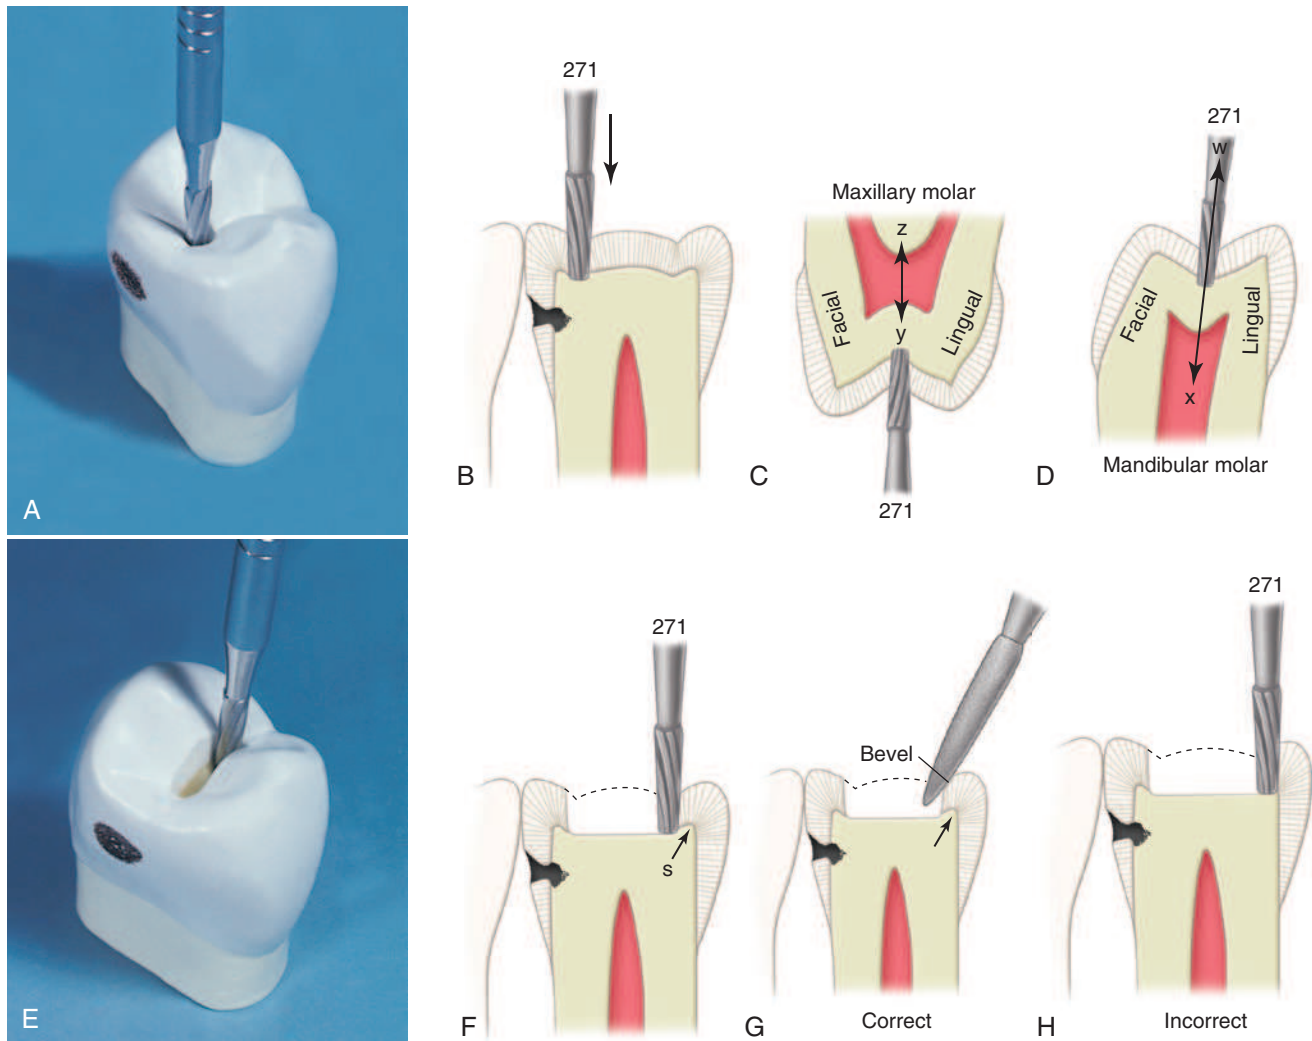 A
271
B
Maxillary molar
z
y
Facial
Lingual
C
271
271
w
x
Facial
Lingual
D
Mandibular molar
E
271
s
F
Bevel
G
Correct
271
H
Incorrect